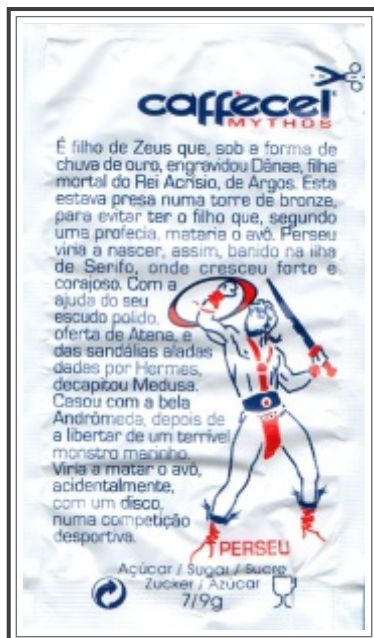 caffècel®
MYTHOS
É filho de Zeus que, sob a forma de
chuva de ouro, engravidou Dânae, filha
mortal do Rei Acrísio, de Argos. Esta
estava presa numa torre de bronze,
para evitar ter o filho que, segundo
uma profecia, mataria o avô. Perseu
viria a nascer, assim, banido na ilha
de Serifo, onde cresceu forte e
corajoso. Com a
ajuda do seu
escudo polido,
oferta de Atena, e
das sandálias aladas
dadas por Hermes,
decapitou Medusa.
Casou com a bela
Andrómeda, depois de
a libertar de um terrível
monstro marinho.
Viria a matar o avô,
acidentalmente,
com um disco,
numa competição
desportiva.
PERSEU
Açúcar / Sugar / Sucre
Zucker / Azúcar
7/9g